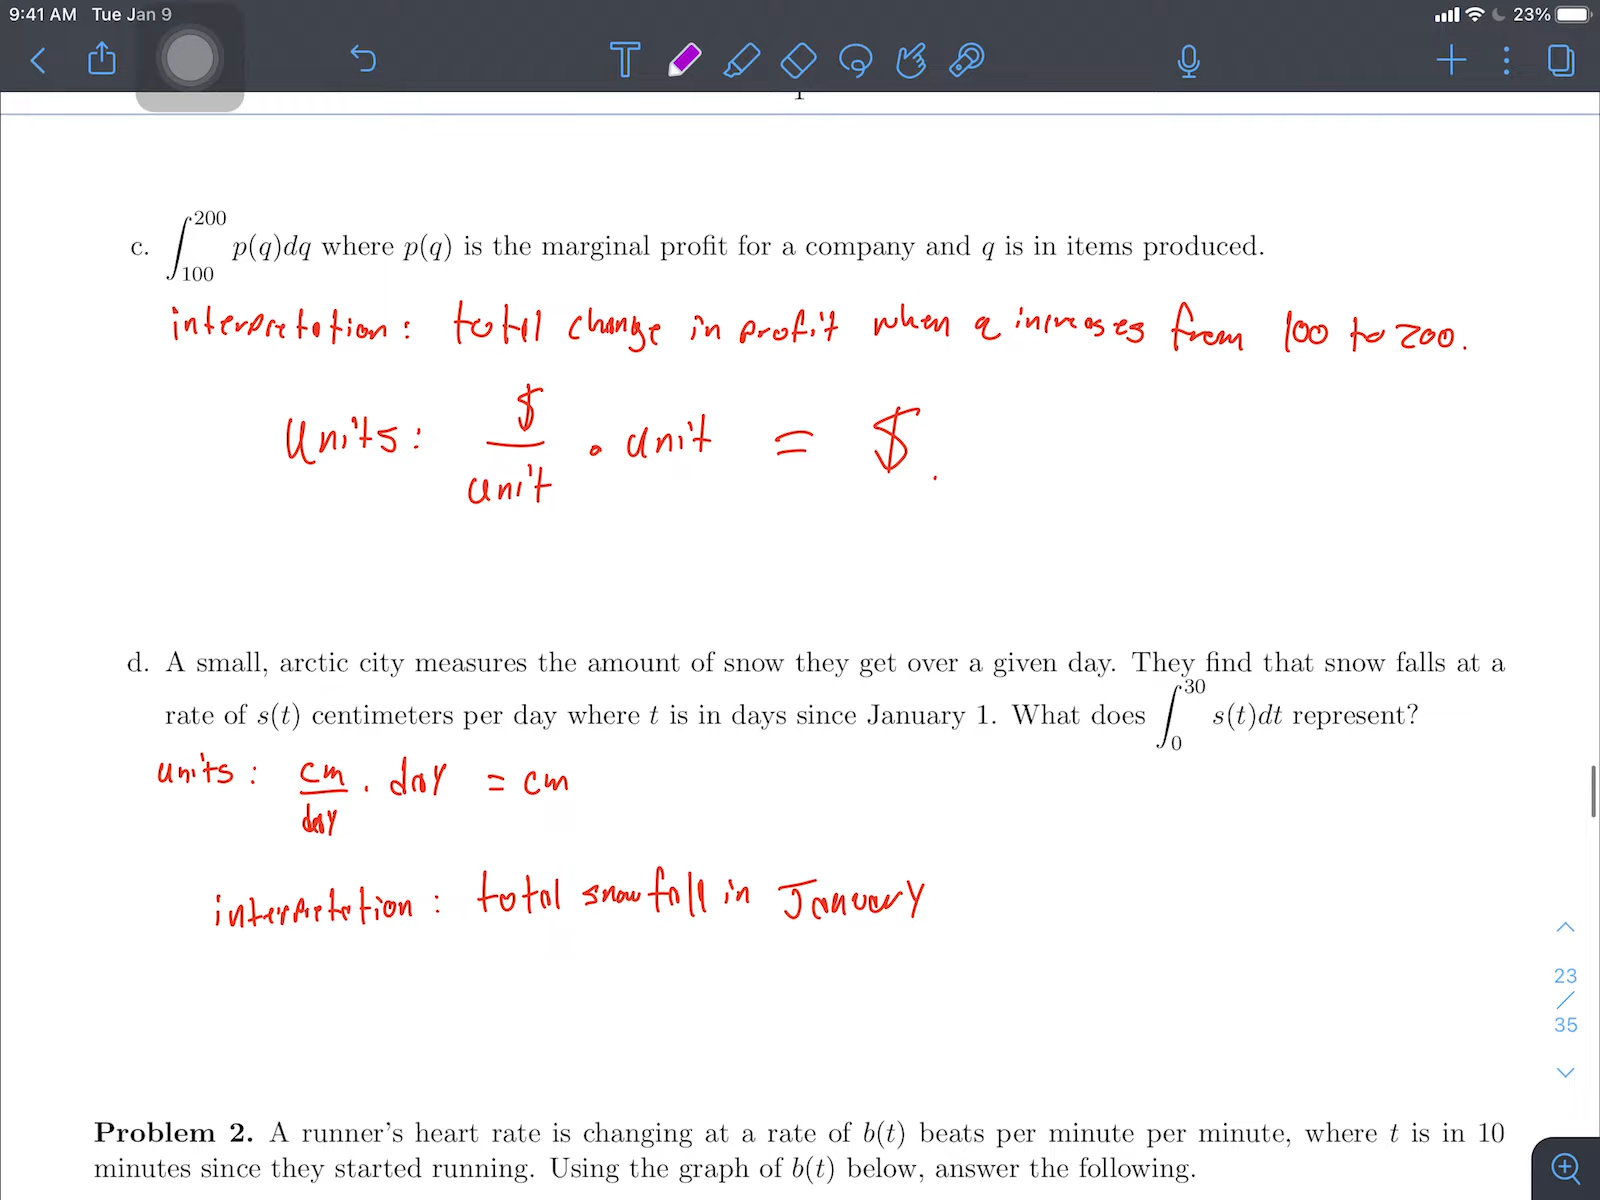 9:41 AM Tue Jan 9 23%
c. ∫₁₀₀²⁰⁰ p(q)dq where p(q) is the marginal profit for a company and q is in items produced.
interpretation: total change in profit when q increases from 100 to 200.
Units: $/unit · unit = $.
d. A small, arctic city measures the amount of snow they get over a given day. They find that snow falls at a
rate of s(t) centimeters per day where t is in days since January 1. What does ∫₀³⁰ s(t)dt represent?
units: cm/day · day = cm
interpretation: total snowfall in January
23
/
35
Problem 2. A runner's heart rate is changing at a rate of b(t) beats per minute per minute, where t is in 10
minutes since they started running. Using the graph of b(t) below, answer the following.